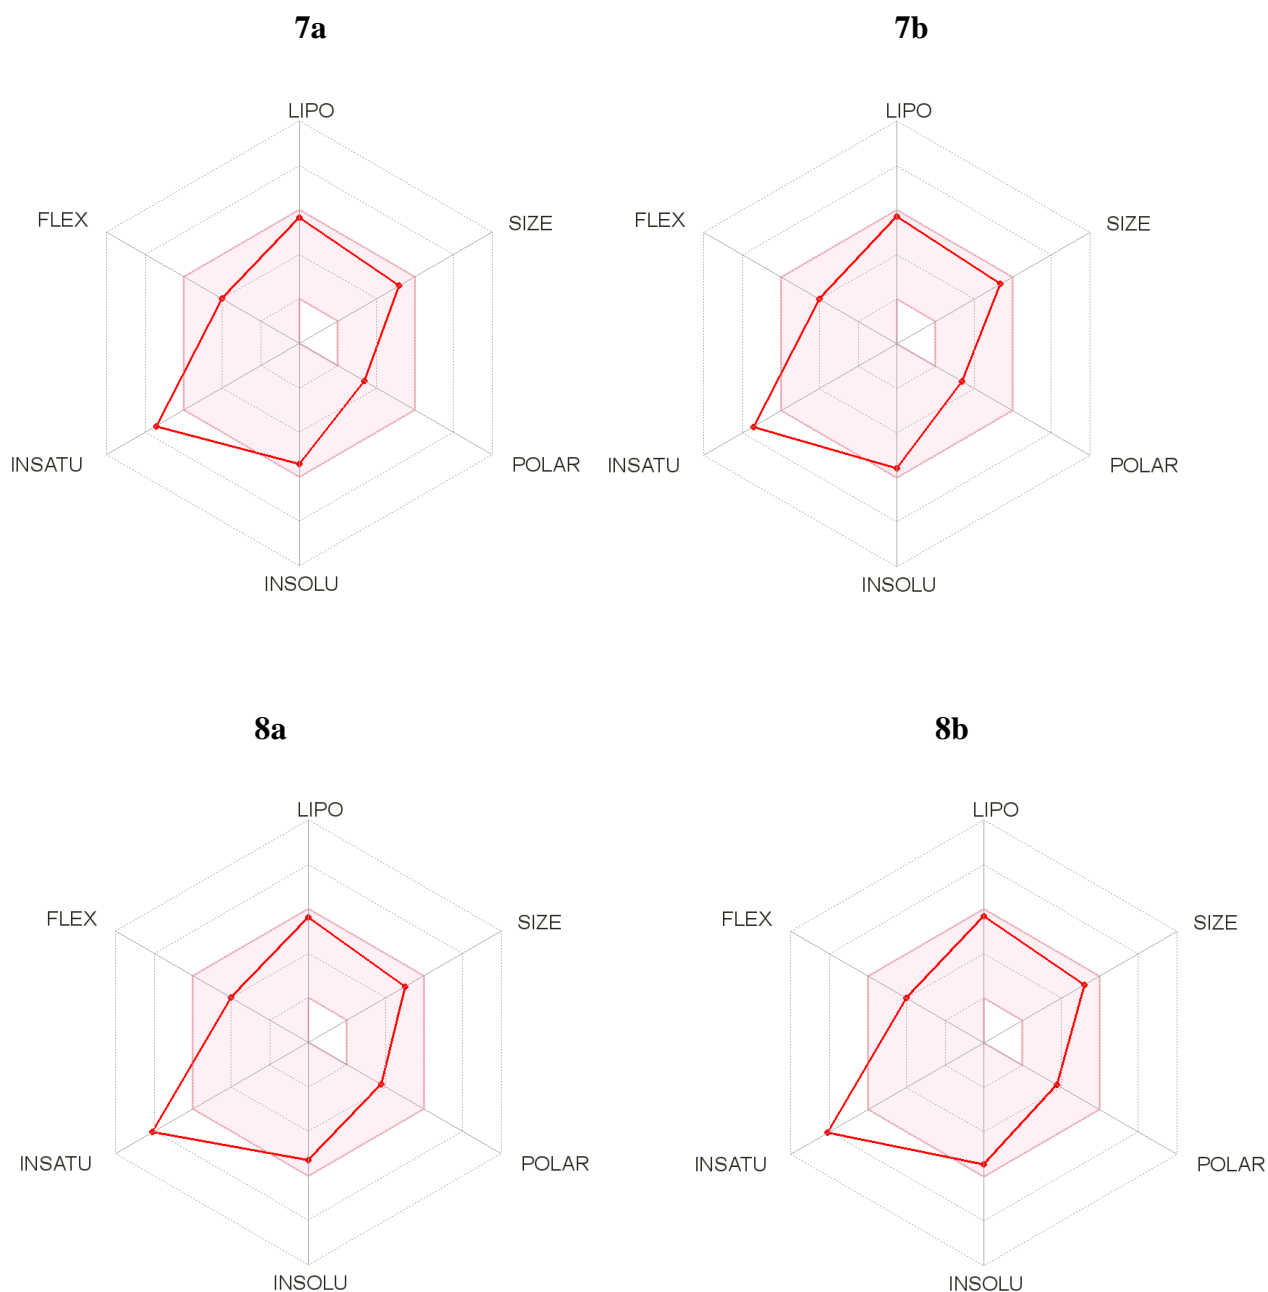 7a
7b
LIPO
LIPO
FLEX
SIZE
FLEX
SIZE
INSATU
POLAR
INSATU
POLAR
INSOLU
INSOLU
8a
8b
LIPO
LIPO
FLEX
SIZE
FLEX
SIZE
INSATU
POLAR
INSATU
POLAR
INSOLU
INSOLU